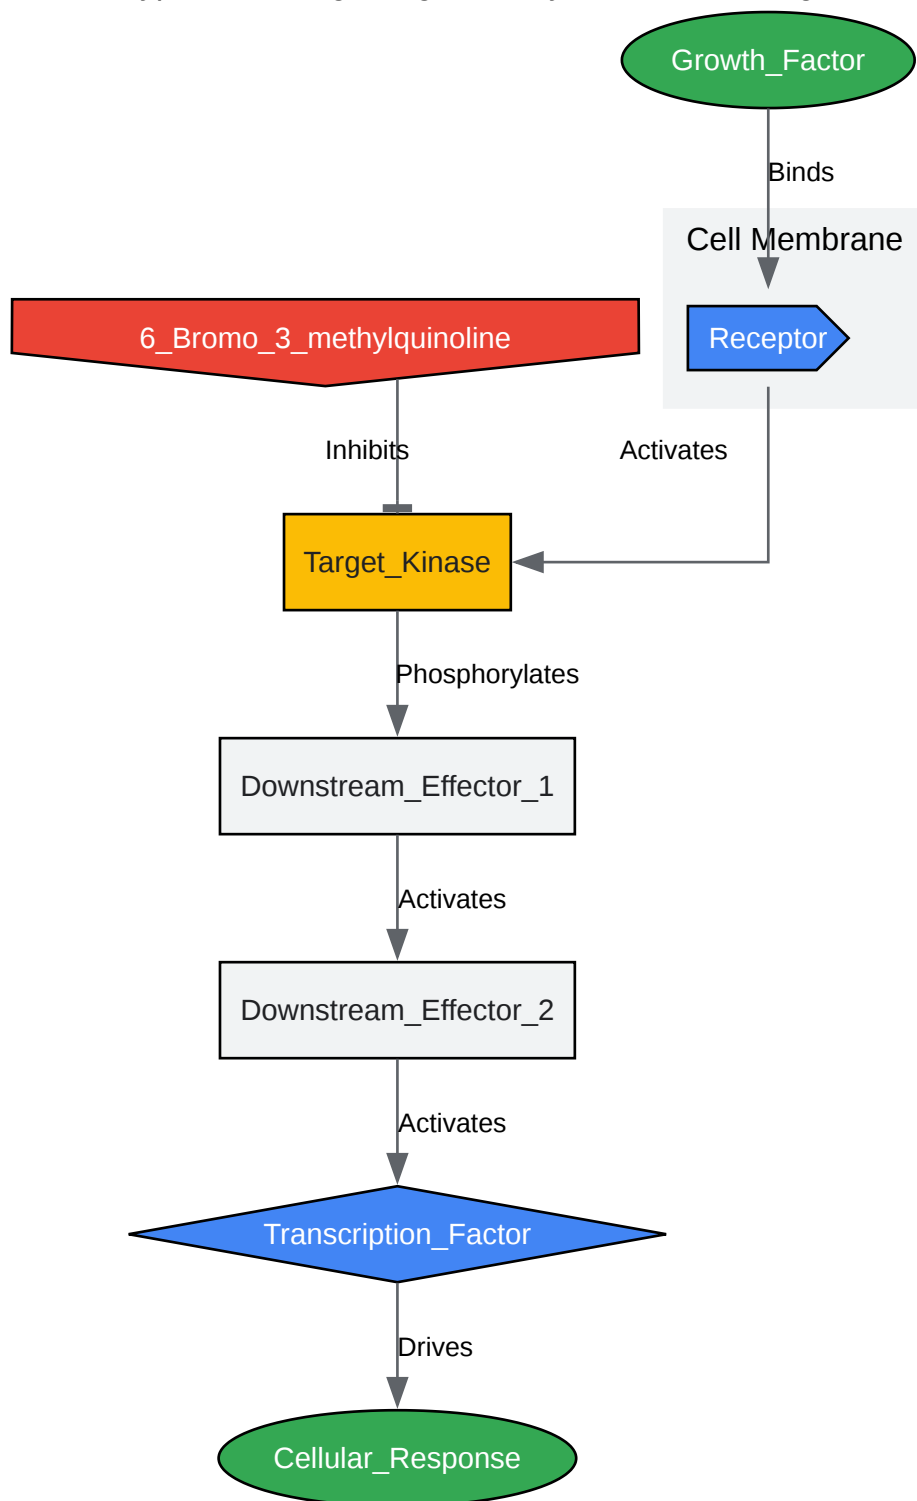 Growth_Factor
Binds
Cell Membrane
Receptor
6_Bromo_3_methylquinoline
Inhibits
Activates
Target_Kinase
Phosphorylates
Downstream_Effector_1
Activates
Downstream_Effector_2
Activates
Transcription_Factor
Drives
Cellular_Response